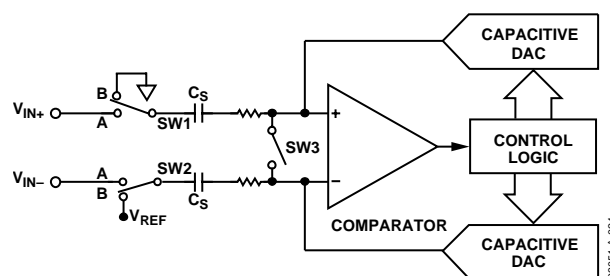 CAPACITIVE
DAC
B
CS
VIN+
A
SW1
+
SW3
CONTROL
LOGIC
VIN–
A
SW2
–
B
CS
VREF
COMPARATOR
CAPACITIVE
DAC